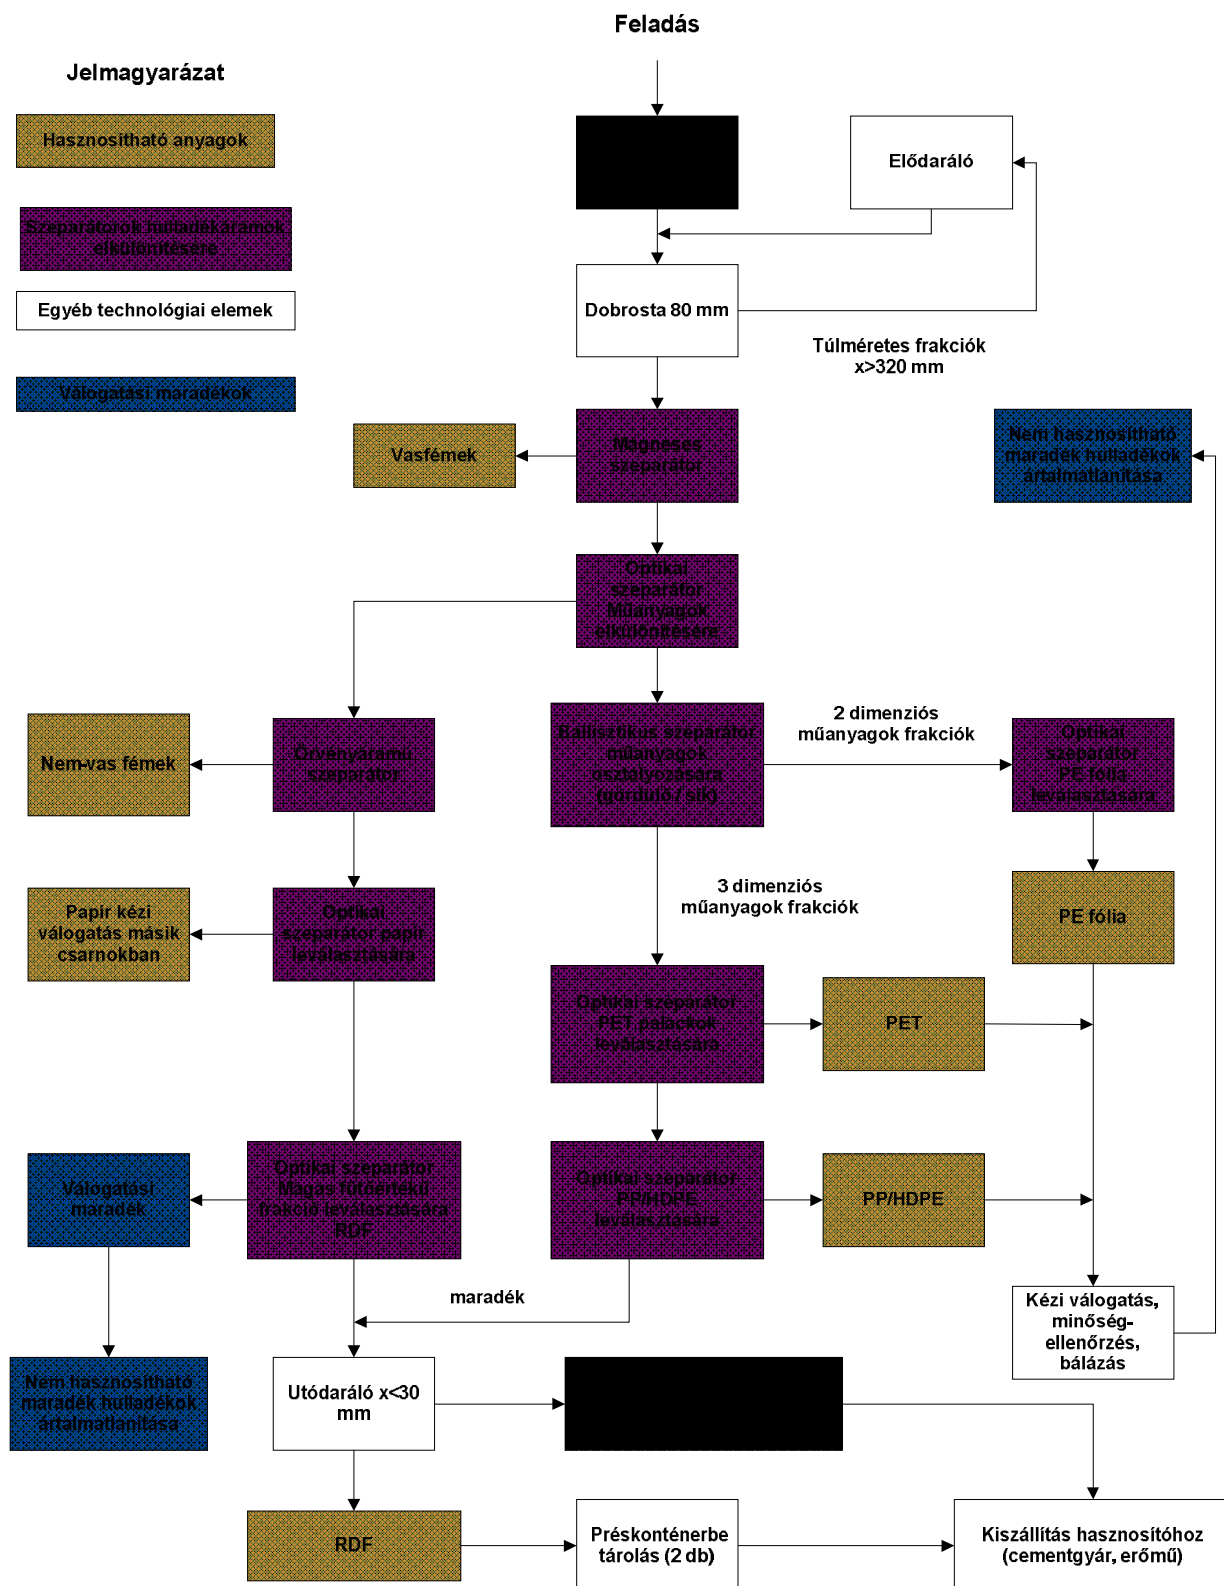 Feladás
Jelmagyarázat
Hasznosítható anyagok
Szeparátorok hulladékáramok
elkülönítésére
Egyéb technológiai elemek
Válogatási maradékok
Elődaráló
Dobrosta 80 mm
Túlméretes frakciók
x>320 mm
Vasfémek
Mágneses
szeparátor
Nem hasznosítható
maradék hulladékok
ártalmatlanítása
Optikai
szeparátor
Műanyagok
elkülönítésére
Nem-vas fémek
Örvényáramú
szeparátor
Ballisztikus szeparátor
műanyagok
osztályozására
(gördülő / sík)
2 dimenziós
műanyagok frakciók
Optikai
szeparátor
PE fólia
leválasztására
3 dimenziós
műanyagok frakciók
Papír kézi
válogatás másik
csarnokban
Optikai
szeparátor papír
leválasztására
PE fólia
Optikai szeparátor
PET palackok
leválasztására
PET
Válogatási
maradék
Optikai szeparátor
Magas fűtőértékű
frakció leválasztására
RDF
Optikai szeparátor
PP/HDPE
leválasztására
PP/HDPE
maradék
Kézi válogatás,
minőség-
ellenőrzés,
bálázás
Nem hasznosítható
maradék hulladékok
ártalmatlanítása
Utódaráló x<30
mm
RDF
Préskonténerbe
tárolás (2 db)
Kiszállítás hasznosítóhoz
(cementgyár, erőmű)